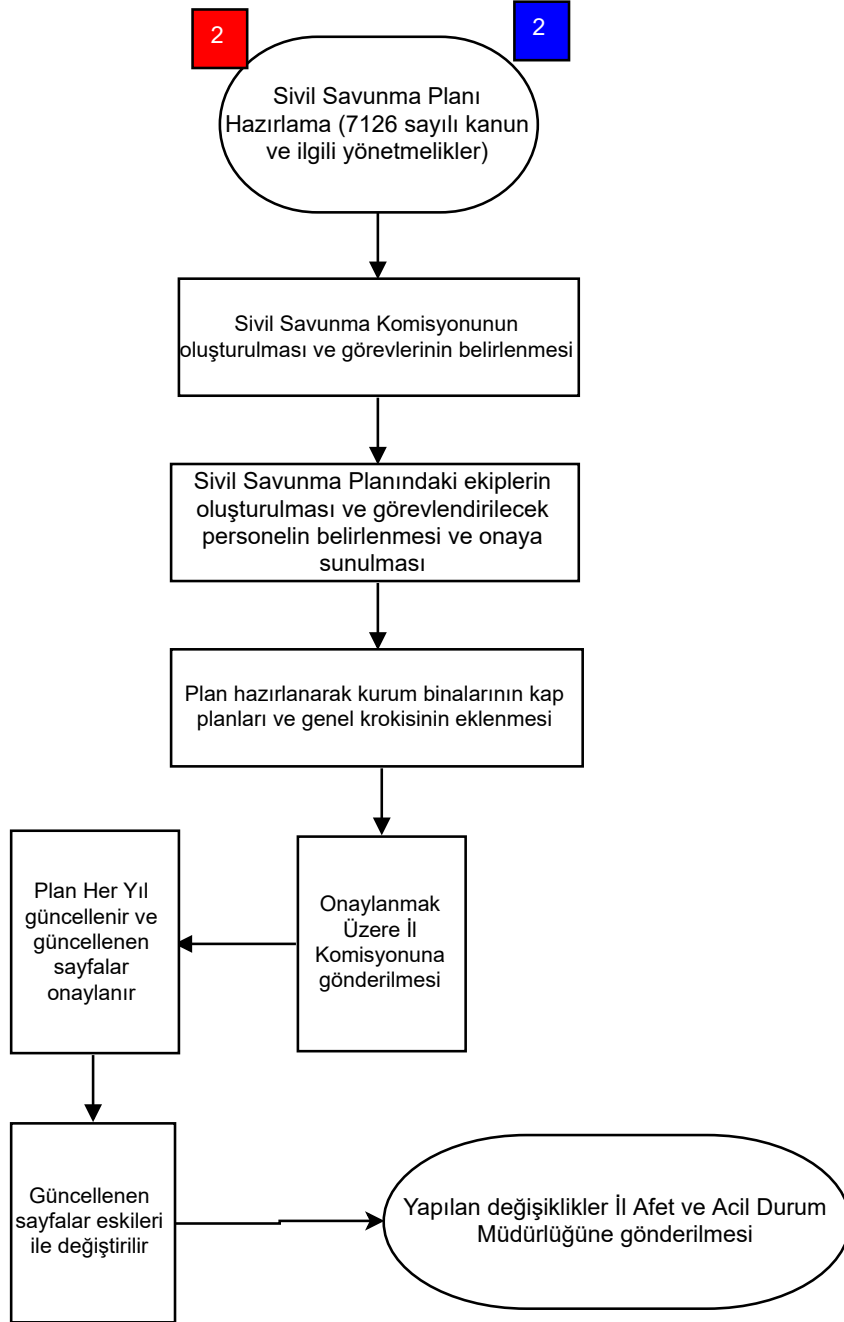 2
2
Sivil Savunma Planı
Hazırlama (7126 sayılı kanun
ve ilgili yönetmelikler)
Sivil Savunma Komisyonunun
oluşturulması ve görevlerinin belirlenmesi
Sivil Savunma Planındaki ekiplerin
oluşturulması ve görevlendirilecek
personelin belirlenmesi ve onaya
sunulması
Plan hazırlanarak kurum binalarının kap
planları ve genel krokisinin eklenmesi
Onaylanmak
Üzere İl
Komisyonuna
gönderilmesi
Plan Her Yıl
güncellenir ve
güncellenen
sayfalar
onaylanır
Güncellenen
sayfalar eskileri
ile değiştirilir
Yapılan değişiklikler İl Afet ve Acil Durum
Müdürlüğüne gönderilmesi